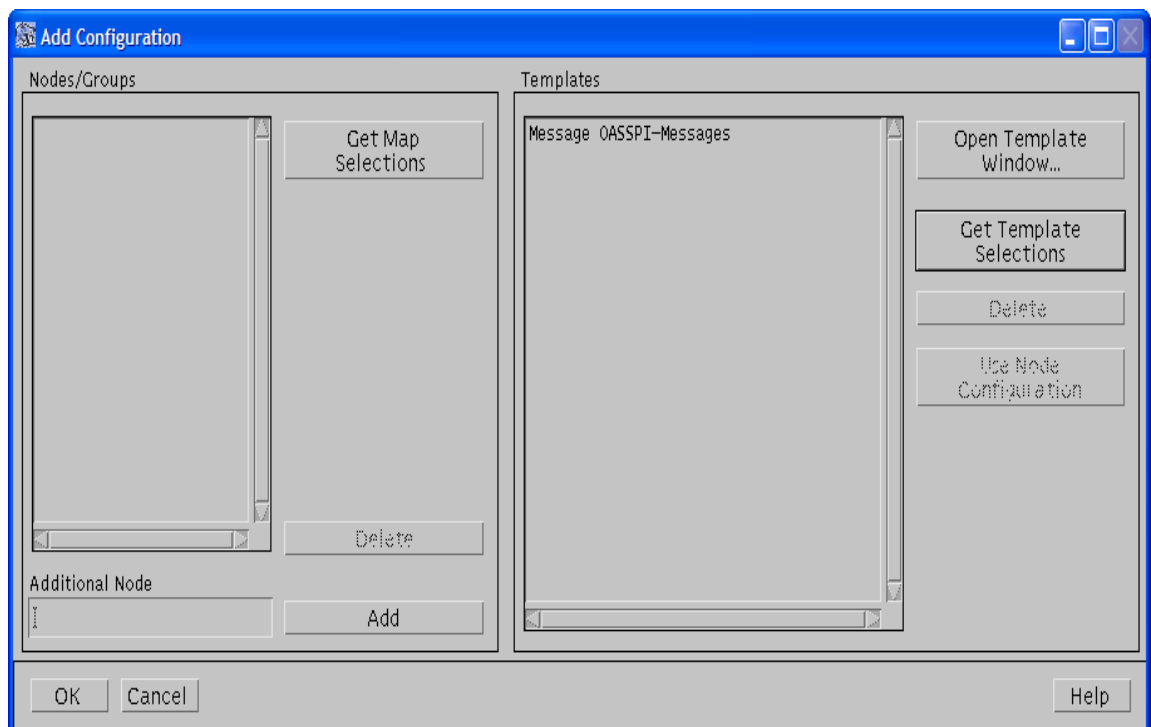 Add Configuration
Nodes/Groups
Get Map
Selections
Delete
Additional Node
Add
Templates
Message OASSPI-Messages
Open Template
Window...
Get Template
Selections
Delete
Use Node
Configuration
OK
Cancel
Help